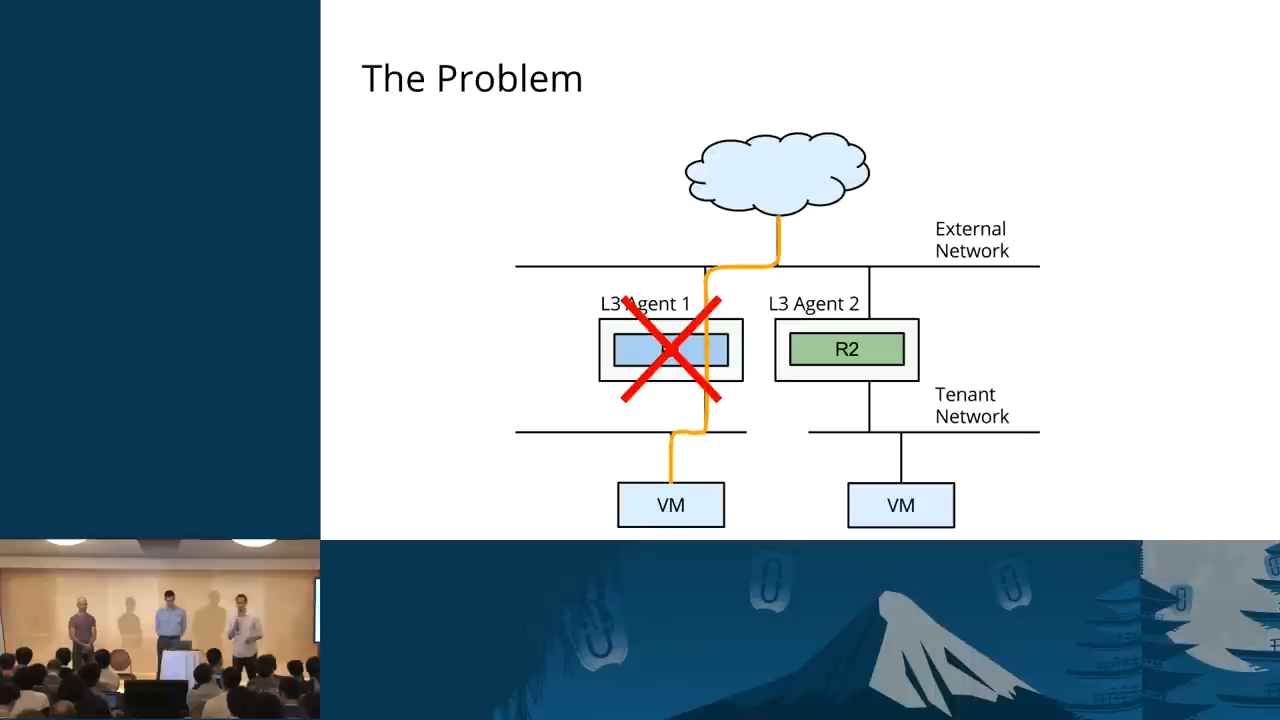 The Problem
External
Network
L3 Agent 1
L3 Agent 2
R2
Tenant
Network
VM
VM